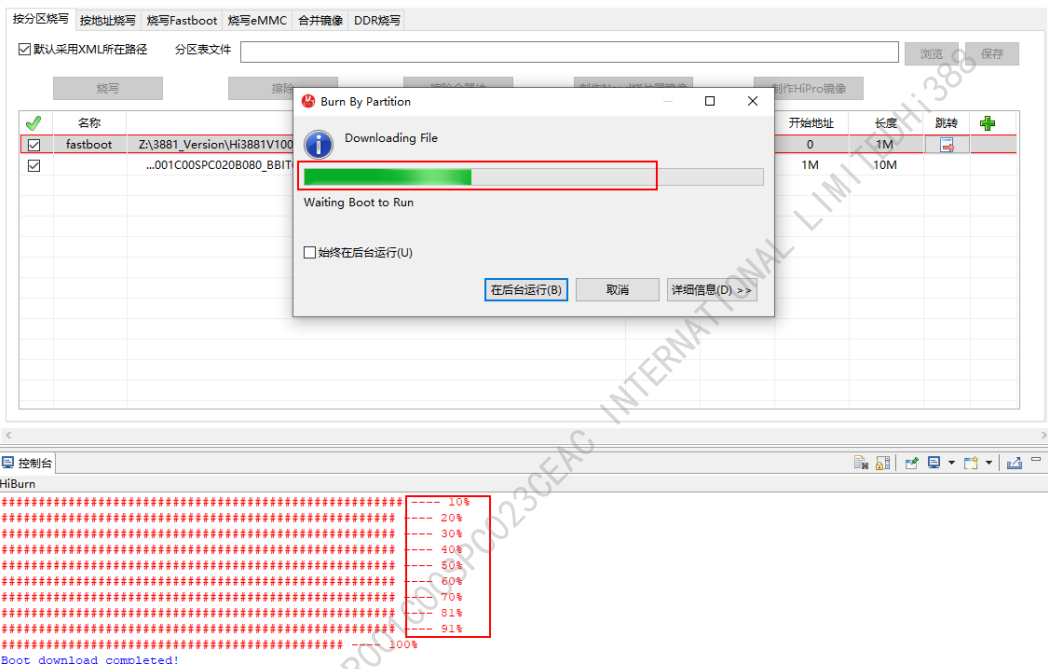 按分区烧写 按地址烧写 烧写Fastboot 烧写eMMC 合并镜像 DDR烧写
默认采用XML所在路径 分区表文件 浏览 保存
烧写 擦除
制作HiPro镜像
Burn By Partition
Downloading File
Waiting Boot to Run
始终在后台运行(U)
在后台运行(B) 取消 详细信息(D) >>
名称 开始地址 长度 跳转
fastboot Z:\3881_Version\Hi3881V100 0 1M
...001C00SPC020B080_BBIT 1M 10M
控制台
HiBurn
##################################################### ---- 10%
#################################################### ---- 20%
#################################################### ---- 30%
#################################################### ---- 40%
#################################################### ---- 50%
#################################################### ---- 60%
#################################################### ---- 70%
#################################################### ---- 81%
#################################################### ---- 91%
############################################# ---- 100%
Boot download completed!